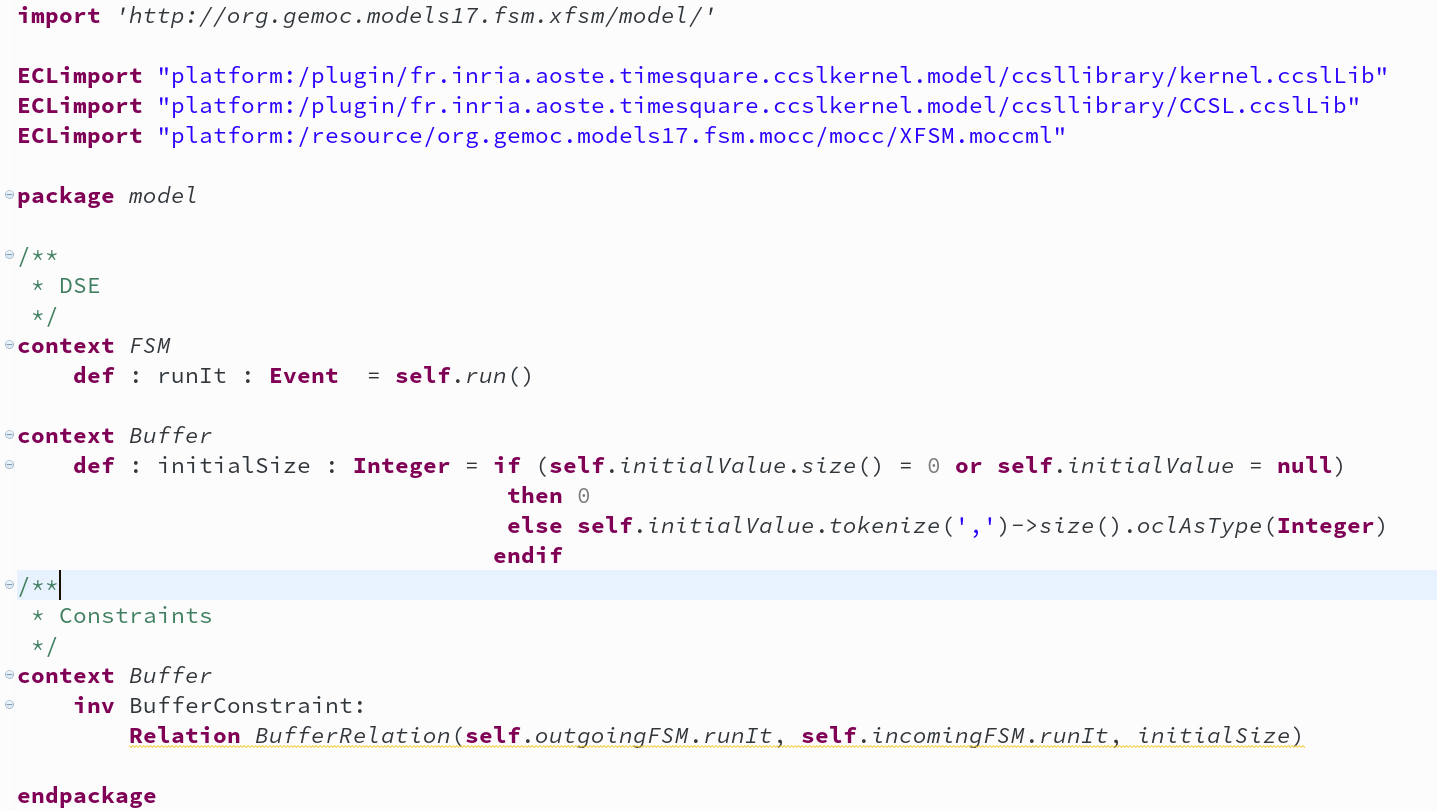 import 'http://org.gemoc.models17.fsm.xfsm/model/'
ECLimport "platform:/plugin/fr.inria.aoste.timesquare.ccslkernel.model/ccsllibrary/kernel.ccslLib"
ECLimport "platform:/plugin/fr.inria.aoste.timesquare.ccslkernel.model/ccsllibrary/CCSL.ccslLib"
ECLimport "platform:/resource/org.gemoc.models17.fsm.mocc/mocc/XFSM.moccml"
package model
/**
 * DSE
 */
context FSM
    def : runIt : Event  = self.run()
context Buffer
    def : initialSize : Integer = if (self.initialValue.size() = 0 or self.initialValue = null)
                                   then 0
                                   else self.initialValue.tokenize(',')->size().oclAsType(Integer)
                                  endif
/**
 * Constraints
 */
context Buffer
    inv BufferConstraint:
        Relation BufferRelation(self.outgoingFSM.runIt, self.incomingFSM.runIt, initialSize)
endpackage